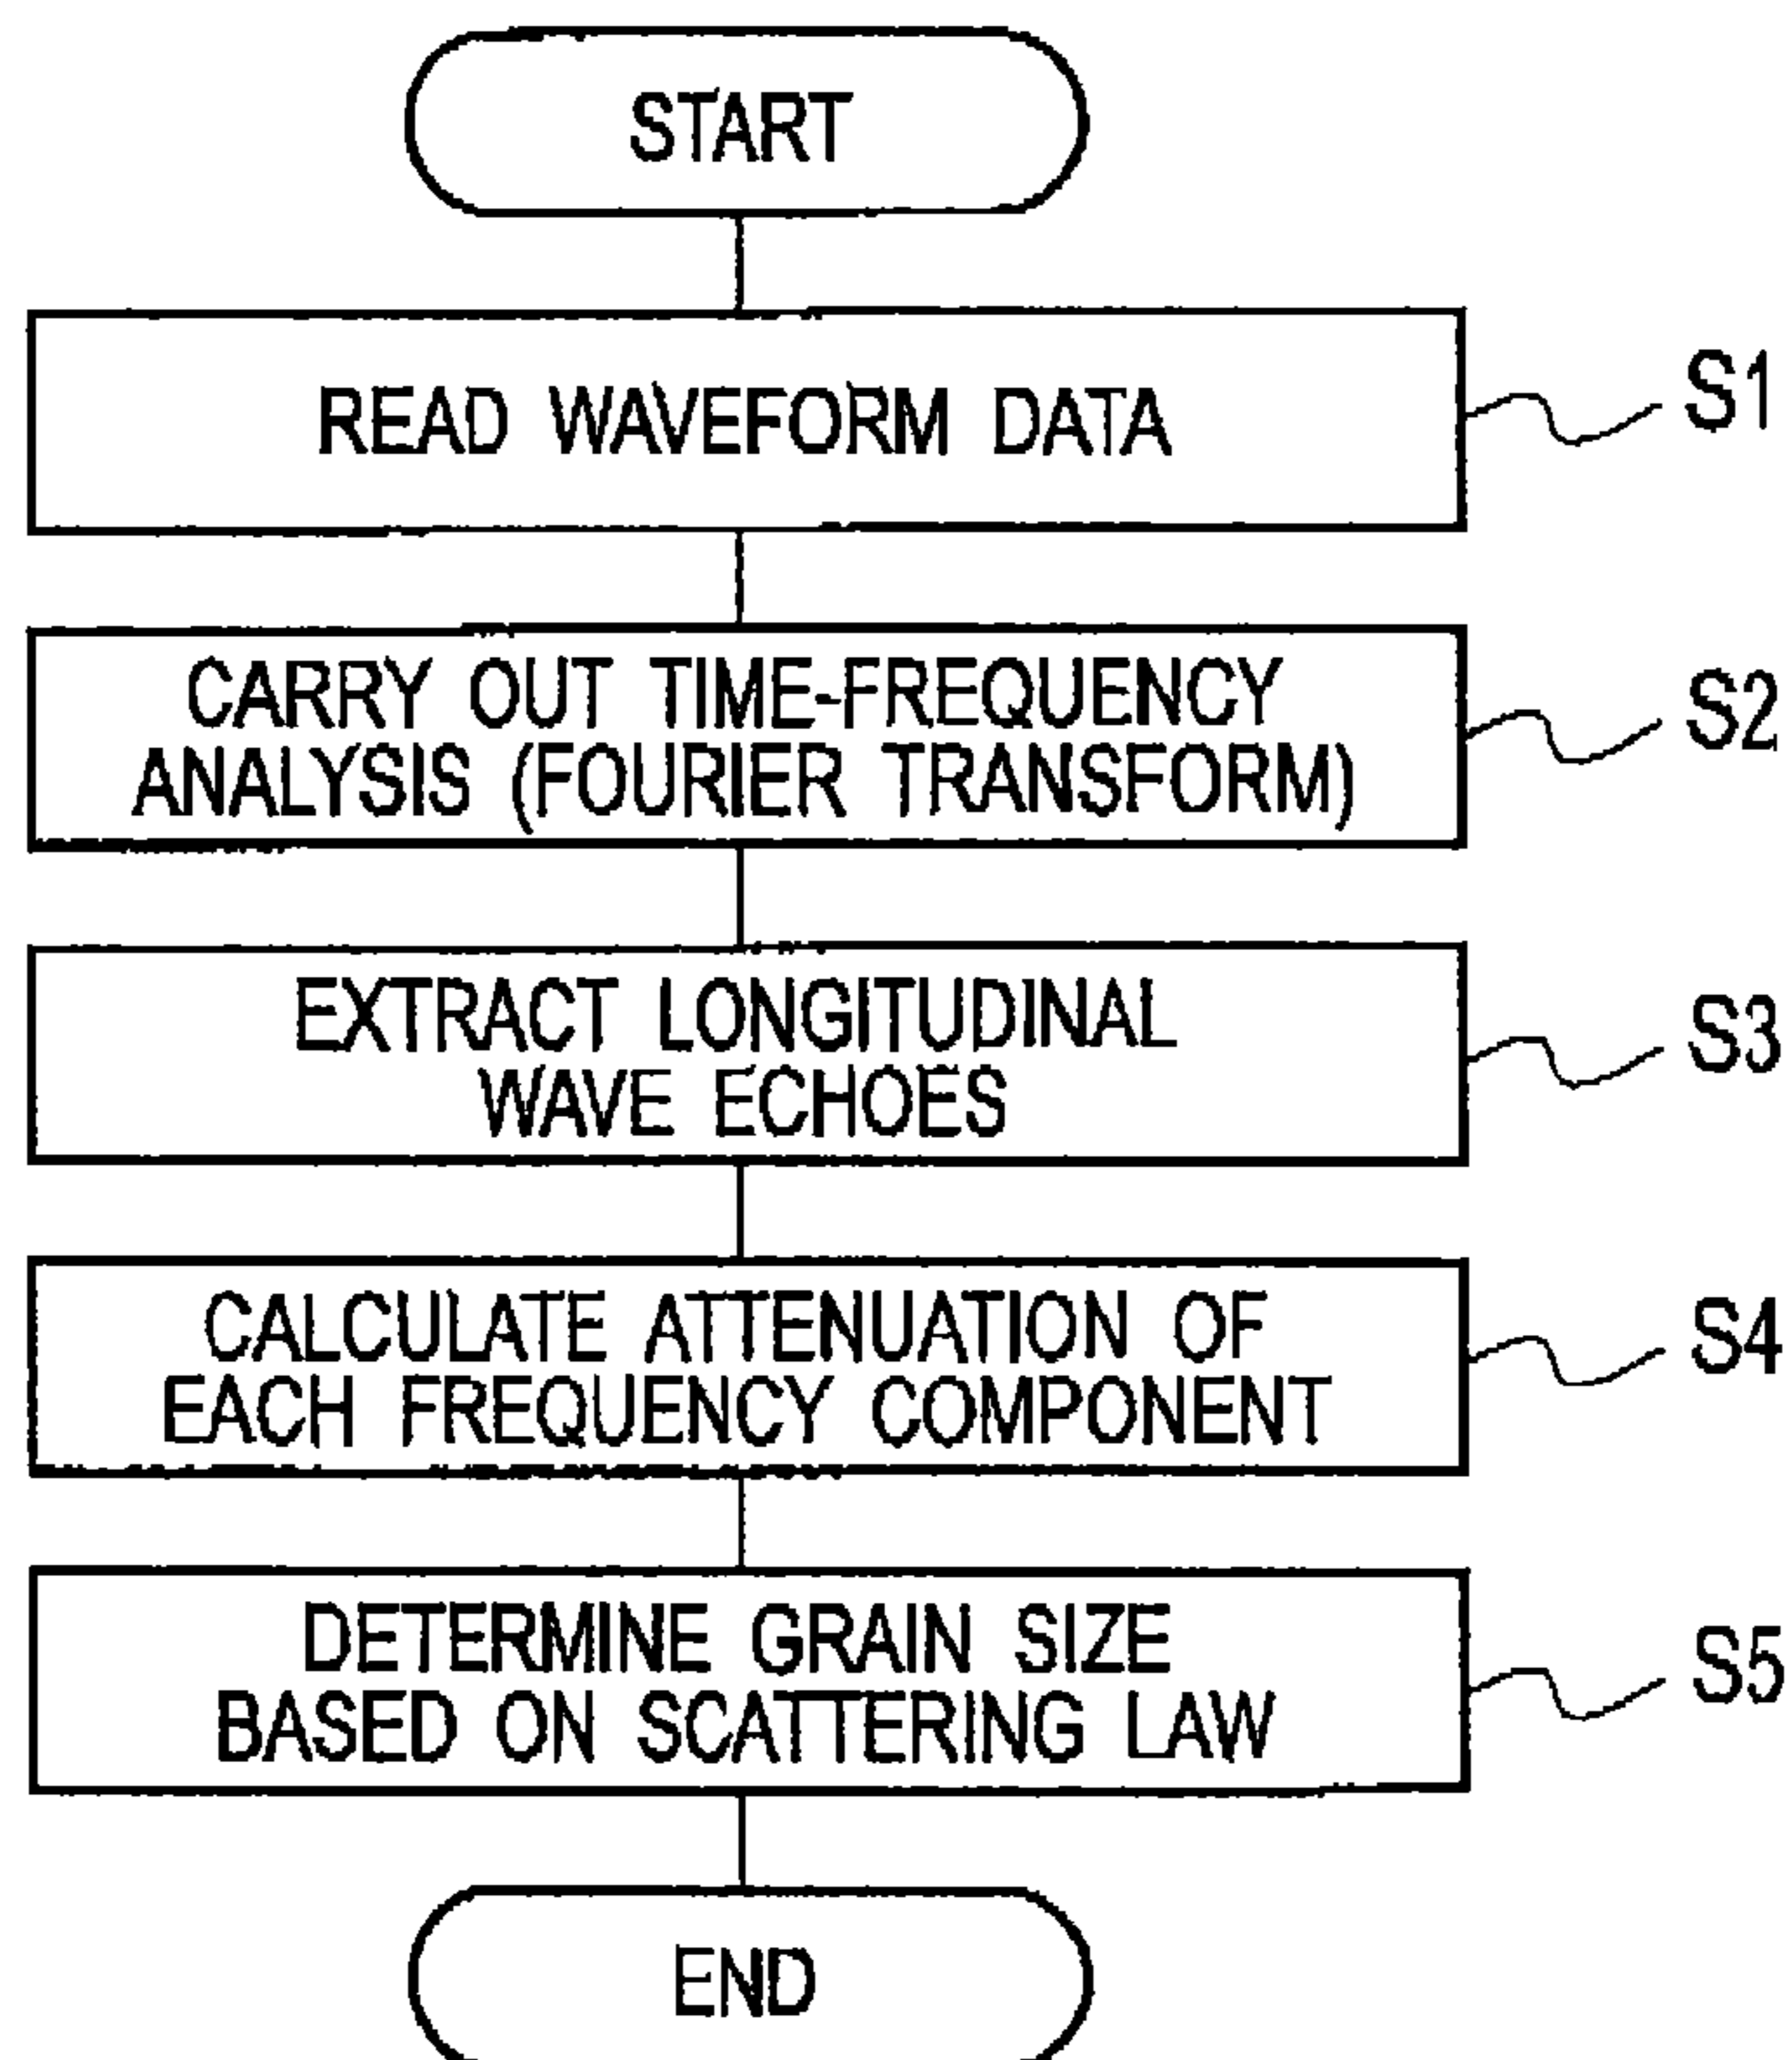 START
READ WAVEFORM DATA
S1
CARRY OUT TIME-FREQUENCY
ANALYSIS (FOURIER TRANSFORM)
S2
EXTRACT LONGITUDINAL
WAVE ECHOES
S3
CALCULATE ATTENUATION OF
EACH FREQUENCY COMPONENT
S4
DETERMINE GRAIN SIZE
BASED ON SCATTERING LAW
S5
END